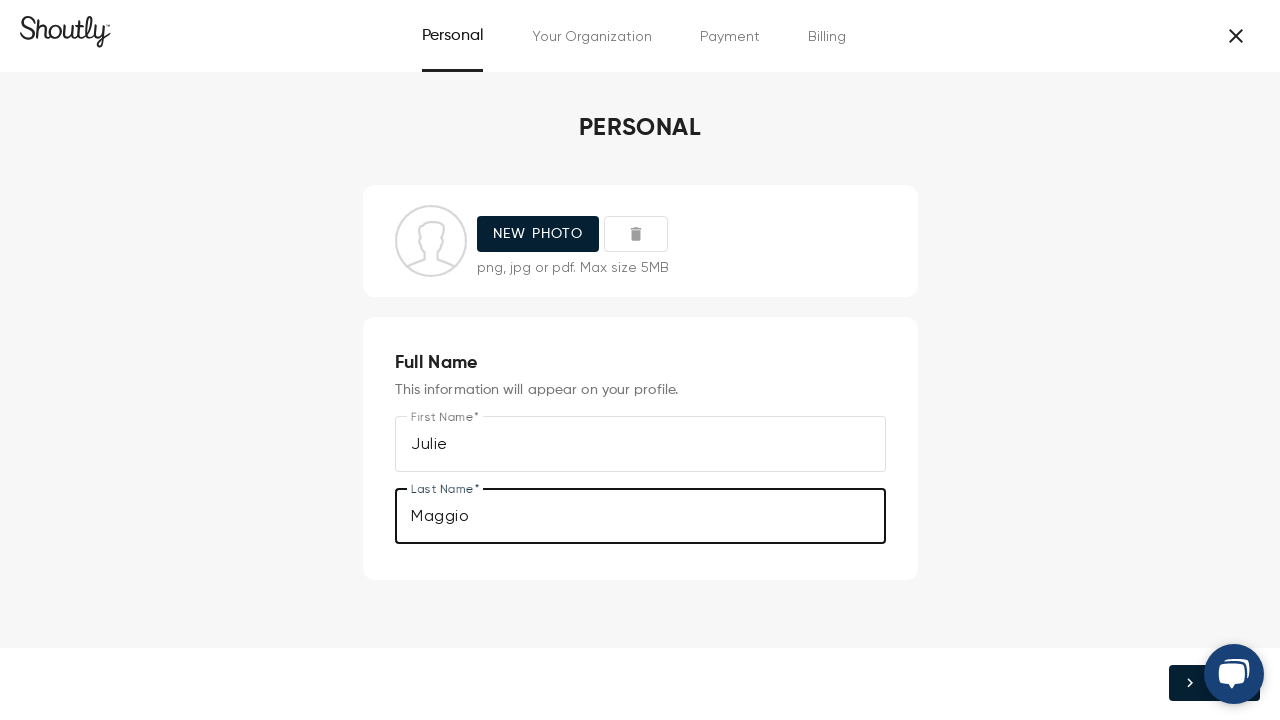 Shoutly™
Personal
Your Organization
Payment
Billing
PERSONAL
NEW PHOTO
png, jpg or pdf. Max size 5MB
Full Name
This information will appear on your profile.
First Name*
Julie
Last Name*
Maggio